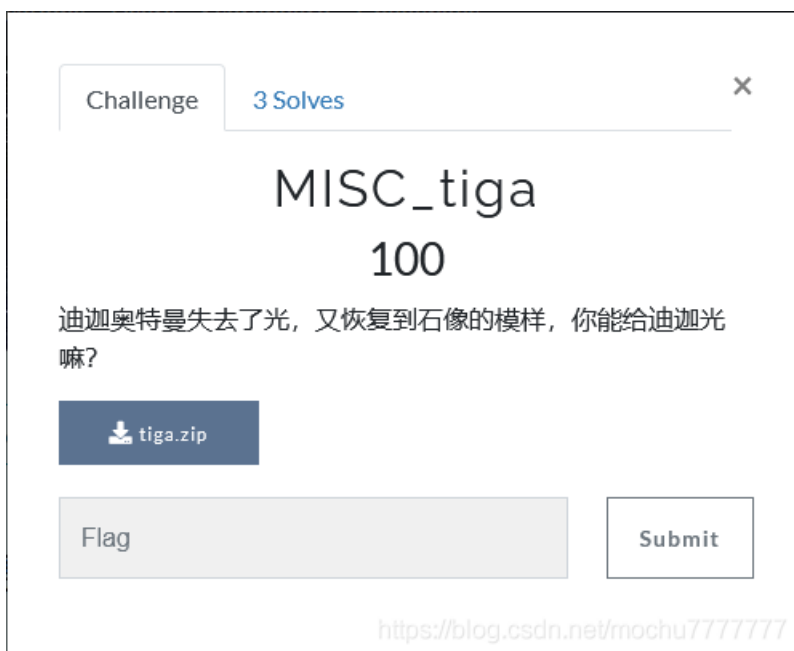 Challenge
3 Solves
×
MISC_tiga
100
迪迦奥特曼失去了光，又恢复到石像的模样，你能给迪迦光
嘛？
tiga.zip
Flag
Submit
https://blog.csdn.net/mochu7777777